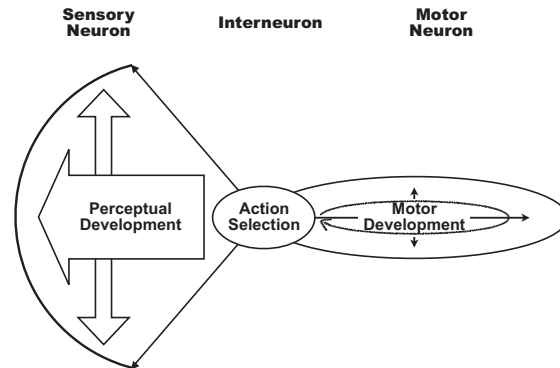 Sensory
Neuron
Interneuron
Motor
Neuron
Perceptual
Development
Action
Selection
Motor
Development